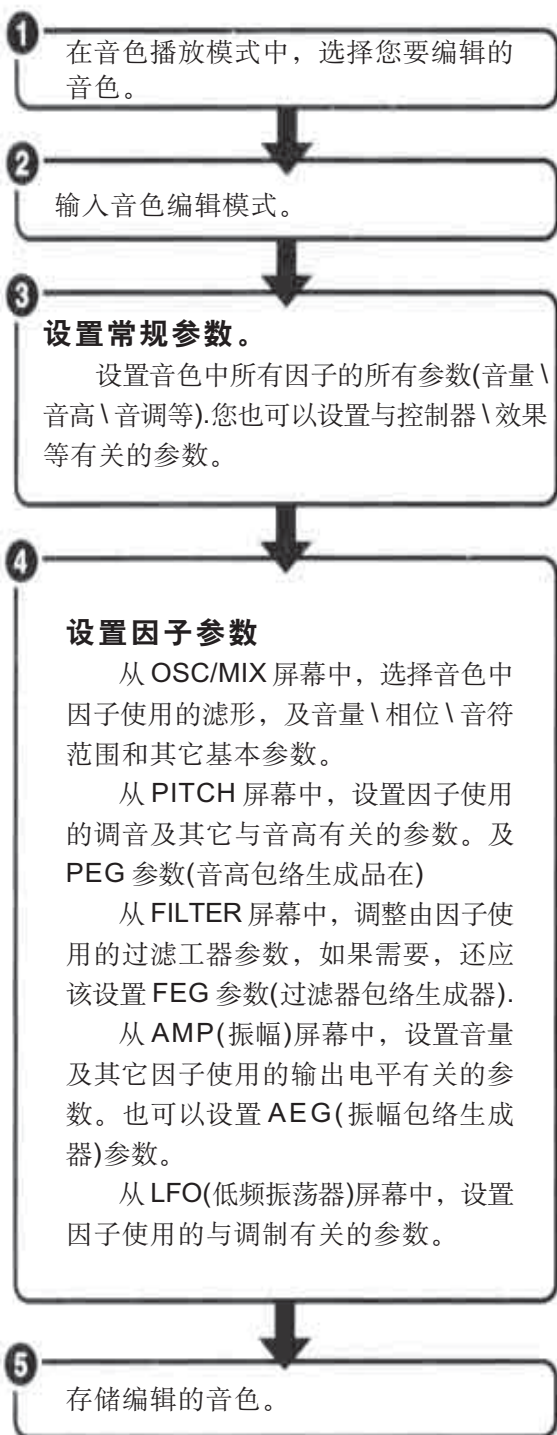 1
在音色播放模式中，选择您要编辑的
音色。
2
输入音色编辑模式。
3
设置常规参数。
设置音色中所有因子的所有参数(音量\
音高\音调等).您也可以设置与控制器\效果
等有关的参数。
4
设置因子参数
从OSC/MIX屏幕中，选择音色中
因子使用的滤形，及音量\相位\音符
范围和其它基本参数。
从PITCH屏幕中，设置因子使用
的调音及其它与音高有关的参数。及
PEG参数(音高包络生成品在)
从FILTER屏幕中，调整由因子使
用的过滤工器参数，如果需要，还应
该设置FEG参数(过滤器包络生成器).
从AMP(振幅)屏幕中，设置音量
及其它因子使用的输出电平有关的参
数。也可以设置AEG(振幅包络生成
器)参数。
从LFO(低频振荡器)屏幕中，设置
因子使用的与调制有关的参数。
5
存储编辑的音色。